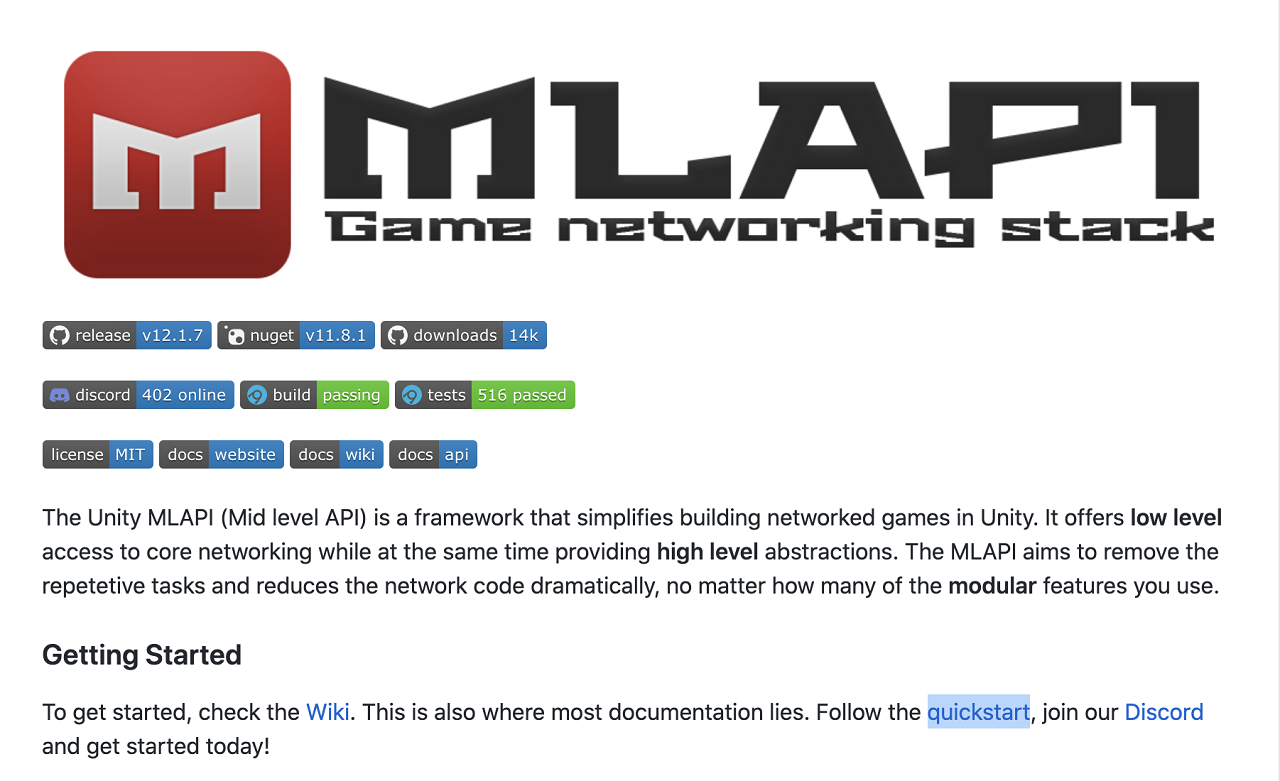 MLAPI
Game networking stack
release v12.1.7 nuget v11.8.1 downloads 14k
discord 402 online build passing tests 516 passed
license MIT docs website docs wiki docs api
The Unity MLAPI (Mid level API) is a framework that simplifies building networked games in Unity. It offers low level
access to core networking while at the same time providing high level abstractions. The MLAPI aims to remove the
repetetive tasks and reduces the network code dramatically, no matter how many of the modular features you use.
Getting Started
To get started, check the Wiki. This is also where most documentation lies. Follow the quickstart, join our Discord
and get started today!